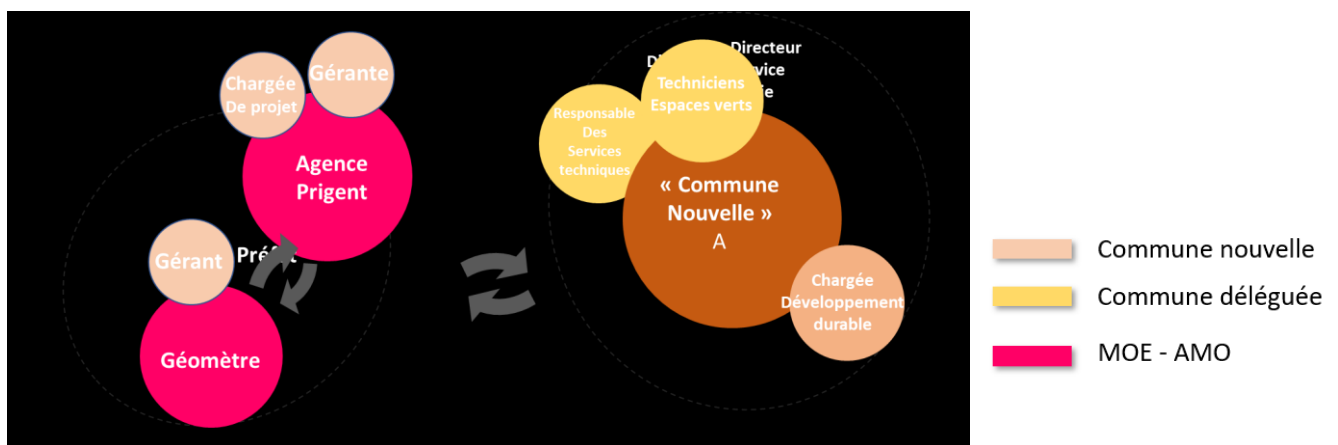 Chargée
De projet
Gérante
Agence
Prigent
Gérant
Géomètre
Directeur
Techniciens
Espaces verts
Responsable
Des
Services
techniques
« Commune
Nouvelle »
A
Chargée
Développement
durable
Commune nouvelle
Commune déléguée
MOE - AMO